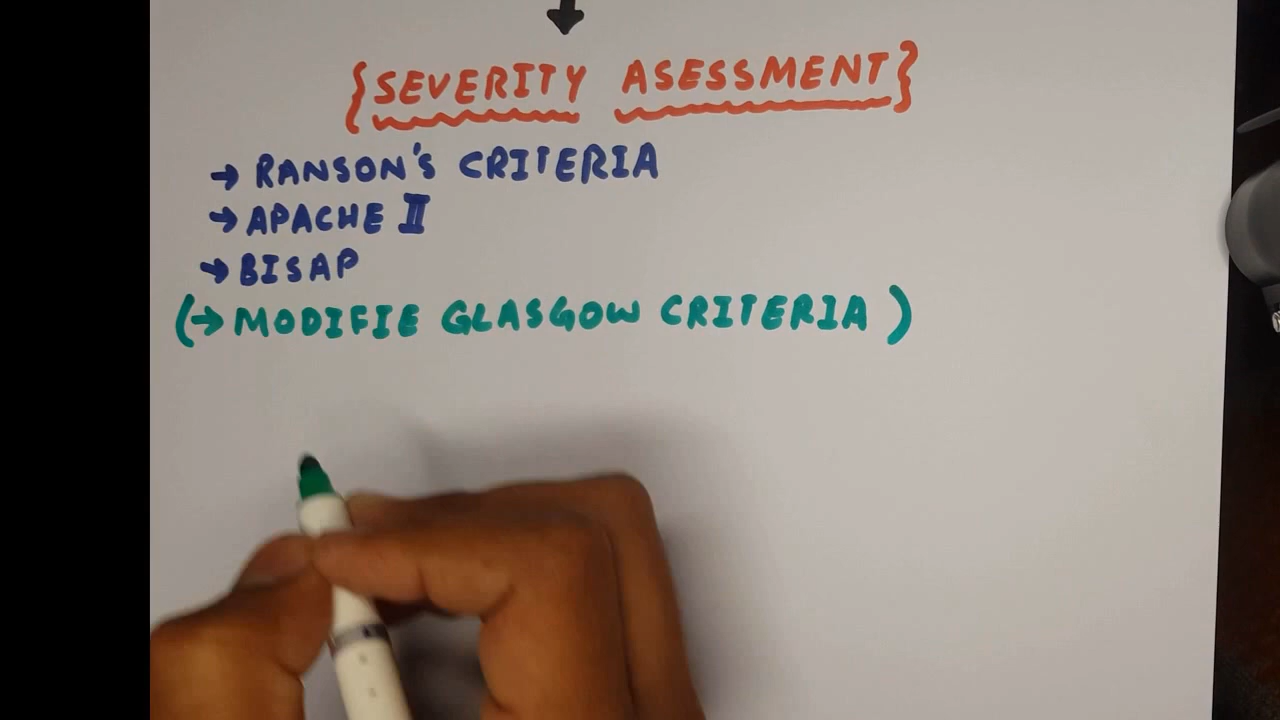 {SEVERITY ASESSMENT}
→ RANSON'S CRITERIA
→ APACHE II
→ BISAP
(→ MODIFIE GLASGOW CRITERIA)